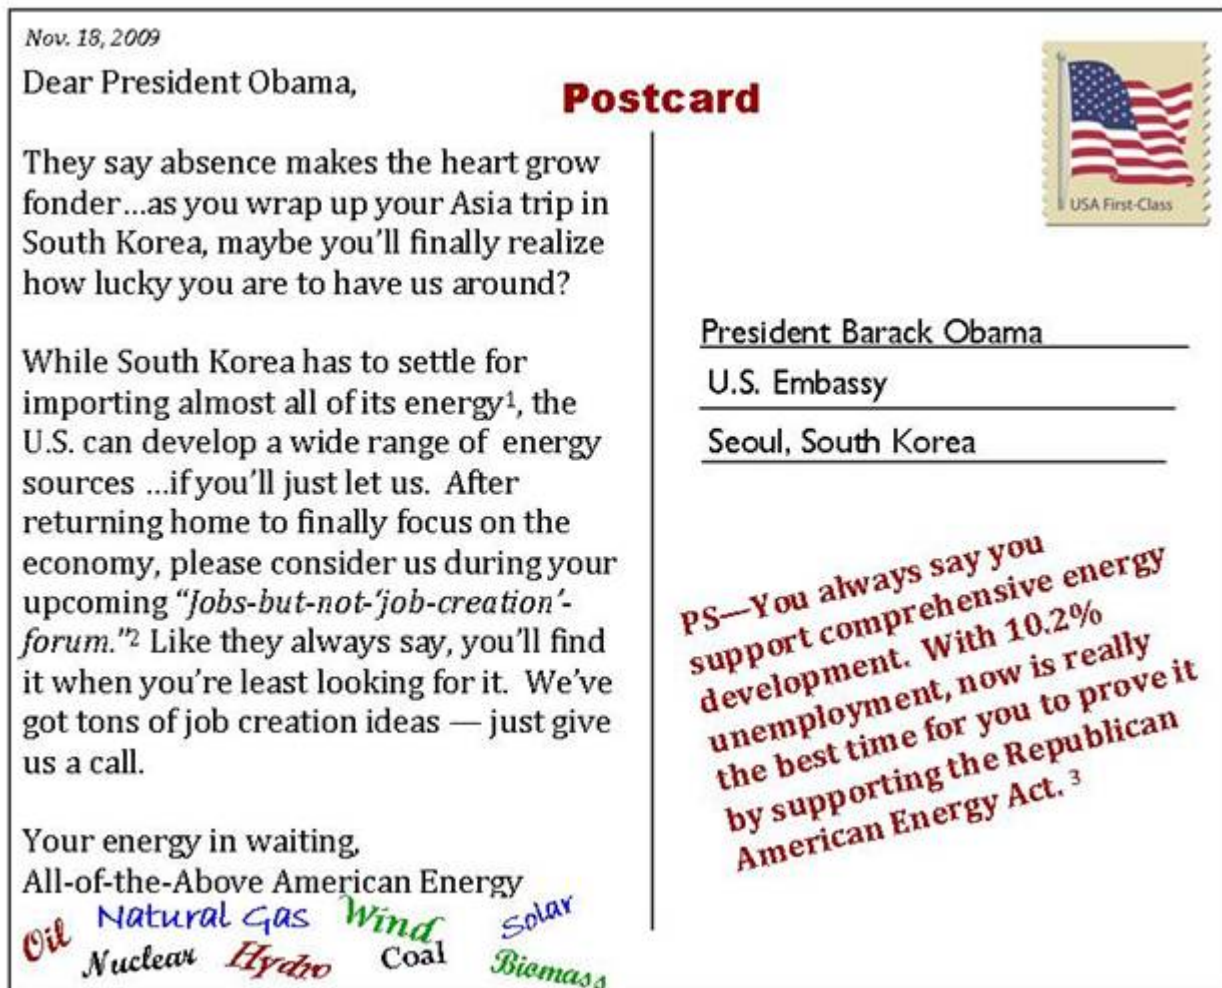 Nov. 18, 2009
Dear President Obama,
Postcard
They say absence makes the heart grow
fonder...as you wrap up your Asia trip in
South Korea, maybe you'll finally realize
how lucky you are to have us around?
While South Korea has to settle for
importing almost all of its energy¹, the
U.S. can develop a wide range of energy
sources ...if you'll just let us. After
returning home to finally focus on the
economy, please consider us during your
upcoming "Jobs-but-not-'job-creation'-
forum."² Like they always say, you'll find
it when you're least looking for it. We've
got tons of job creation ideas — just give
us a call.
Your energy in waiting,
All-of-the-Above American Energy
Oil Natural Gas Wind Solar
Nuclear Hydro Coal Biomass
USA First-Class
President Barack Obama
U.S. Embassy
Seoul, South Korea
PS—You always say you
support comprehensive energy
development. With 10.2%
unemployment, now is really
the best time for you to prove it
by supporting the Republican
American Energy Act. ³